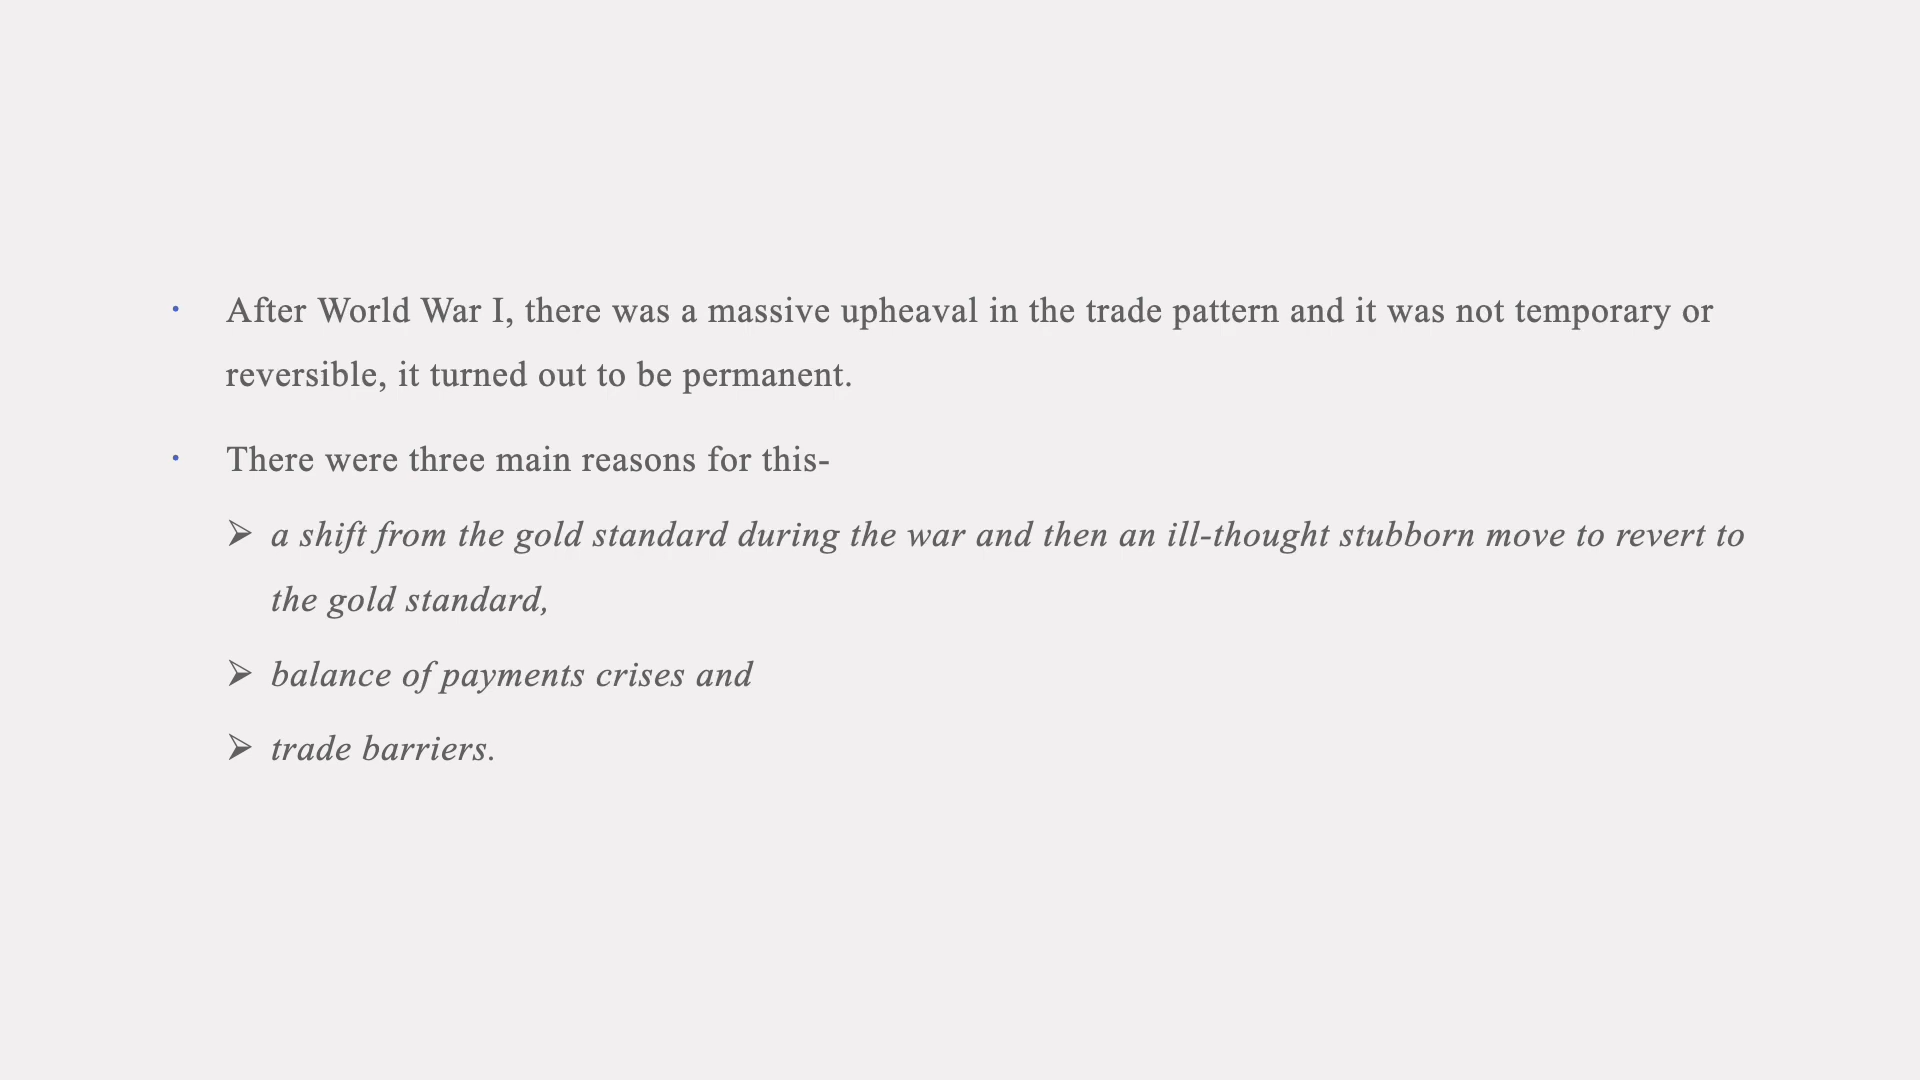 • After World War I, there was a massive upheaval in the trade pattern and it was not temporary or
reversible, it turned out to be permanent.
• There were three main reasons for this-
➢ a shift from the gold standard during the war and then an ill-thought stubborn move to revert to
the gold standard,
➢ balance of payments crises and
➢ trade barriers.